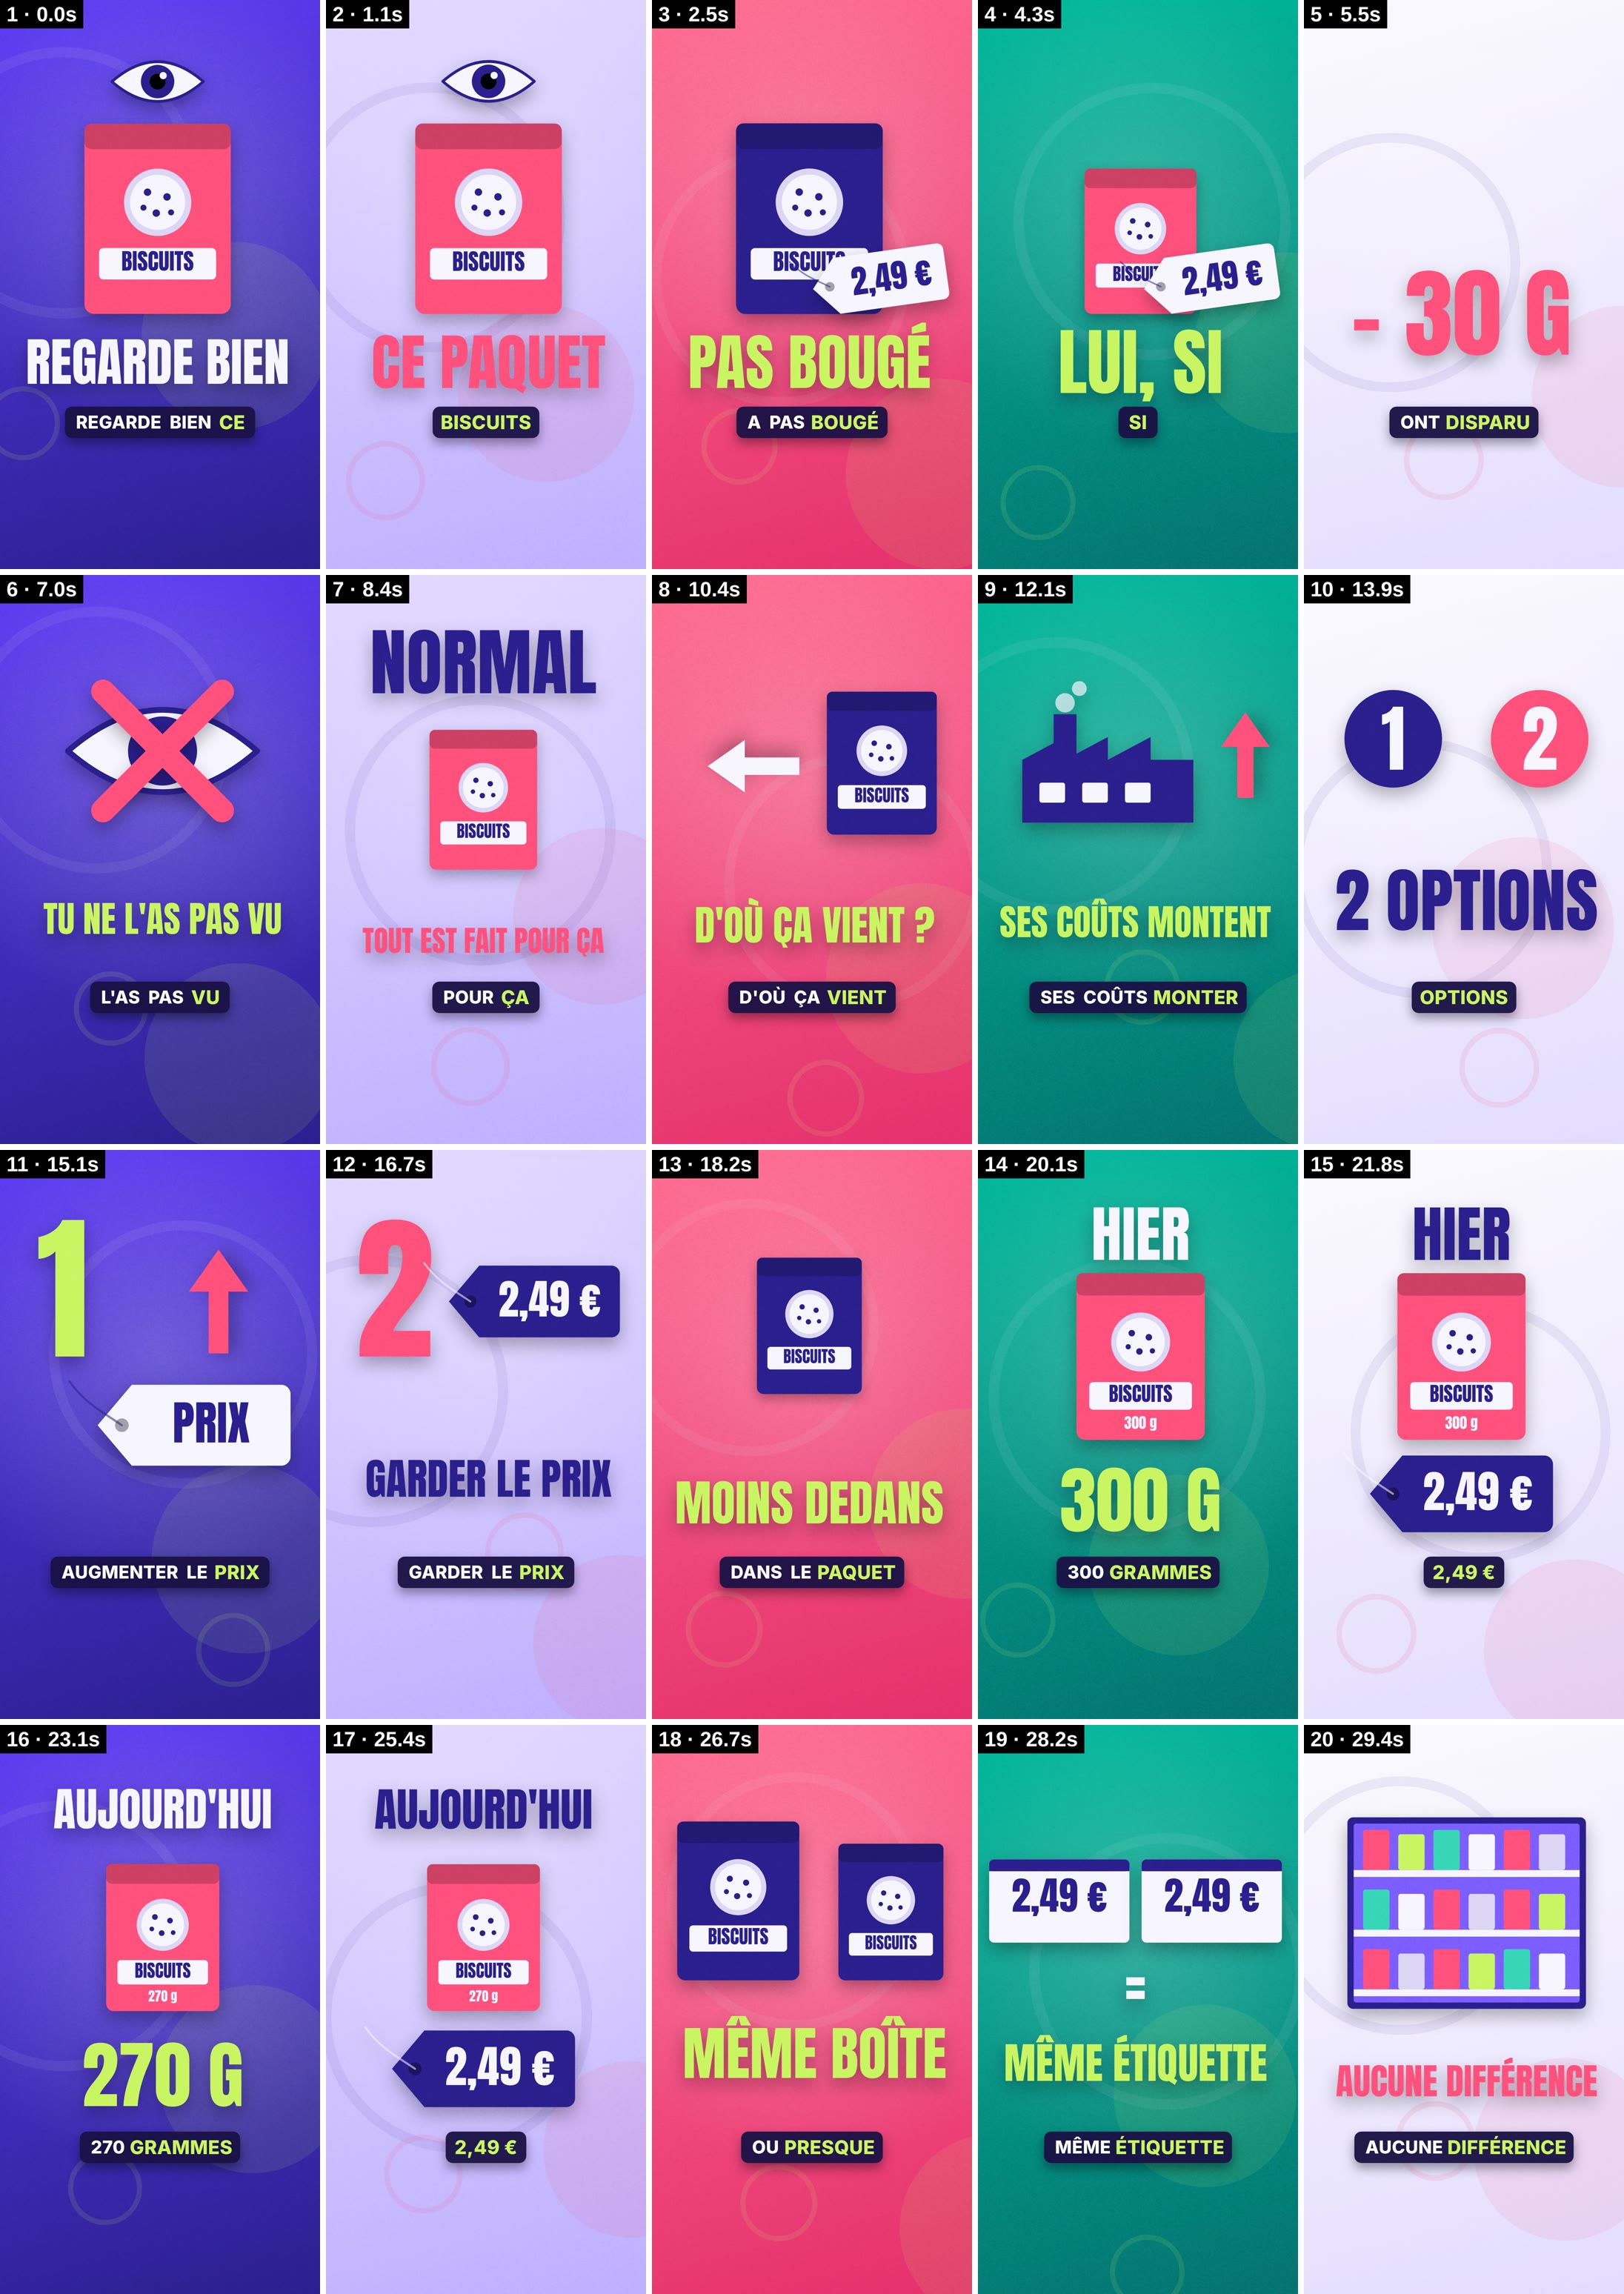 1 · 0.0s
BISCUITS
REGARDE BIEN
REGARDE BIEN CE
2 · 1.1s
BISCUITS
CE PAQUET
BISCUITS
3 · 2.5s
2,49 €
PAS BOUGÉ
A PAS BOUGÉ
4 · 4.3s
2,49 €
LUI, SI
SI
5 · 5.5s
- 30 G
ONT DISPARU
6 · 7.0s
TU NE L'AS PAS VU
L'AS PAS VU
7 · 8.4s
NORMAL
BISCUITS
TOUT EST FAIT POUR ÇA
POUR ÇA
8 · 10.4s
BISCUITS
D'OÙ ÇA VIENT ?
D'OÙ ÇA VIENT
9 · 12.1s
SES COÛTS MONTENT
SES COÛTS MONTER
10 · 13.9s
1 2
2 OPTIONS
OPTIONS
11 · 15.1s
1
PRIX
AUGMENTER LE PRIX
12 · 16.7s
2
2,49 €
GARDER LE PRIX
GARDER LE PRIX
13 · 18.2s
BISCUITS
MOINS DEDANS
DANS LE PAQUET
14 · 20.1s
HIER
BISCUITS
300 g
300 G
300 GRAMMES
15 · 21.8s
HIER
BISCUITS
300 g
2,49 €
2,49 €
16 · 23.1s
AUJOURD'HUI
BISCUITS
270 g
270 G
270 GRAMMES
17 · 25.4s
AUJOURD'HUI
BISCUITS
270 g
2,49 €
2,49 €
18 · 26.7s
BISCUITS
BISCUITS
MÊME BOÎTE
OU PRESQUE
19 · 28.2s
2,49 € 2,49 €
=
MÊME ÉTIQUETTE
MÊME ÉTIQUETTE
20 · 29.4s
AUCUNE DIFFÉRENCE
AUCUNE DIFFÉRENCE